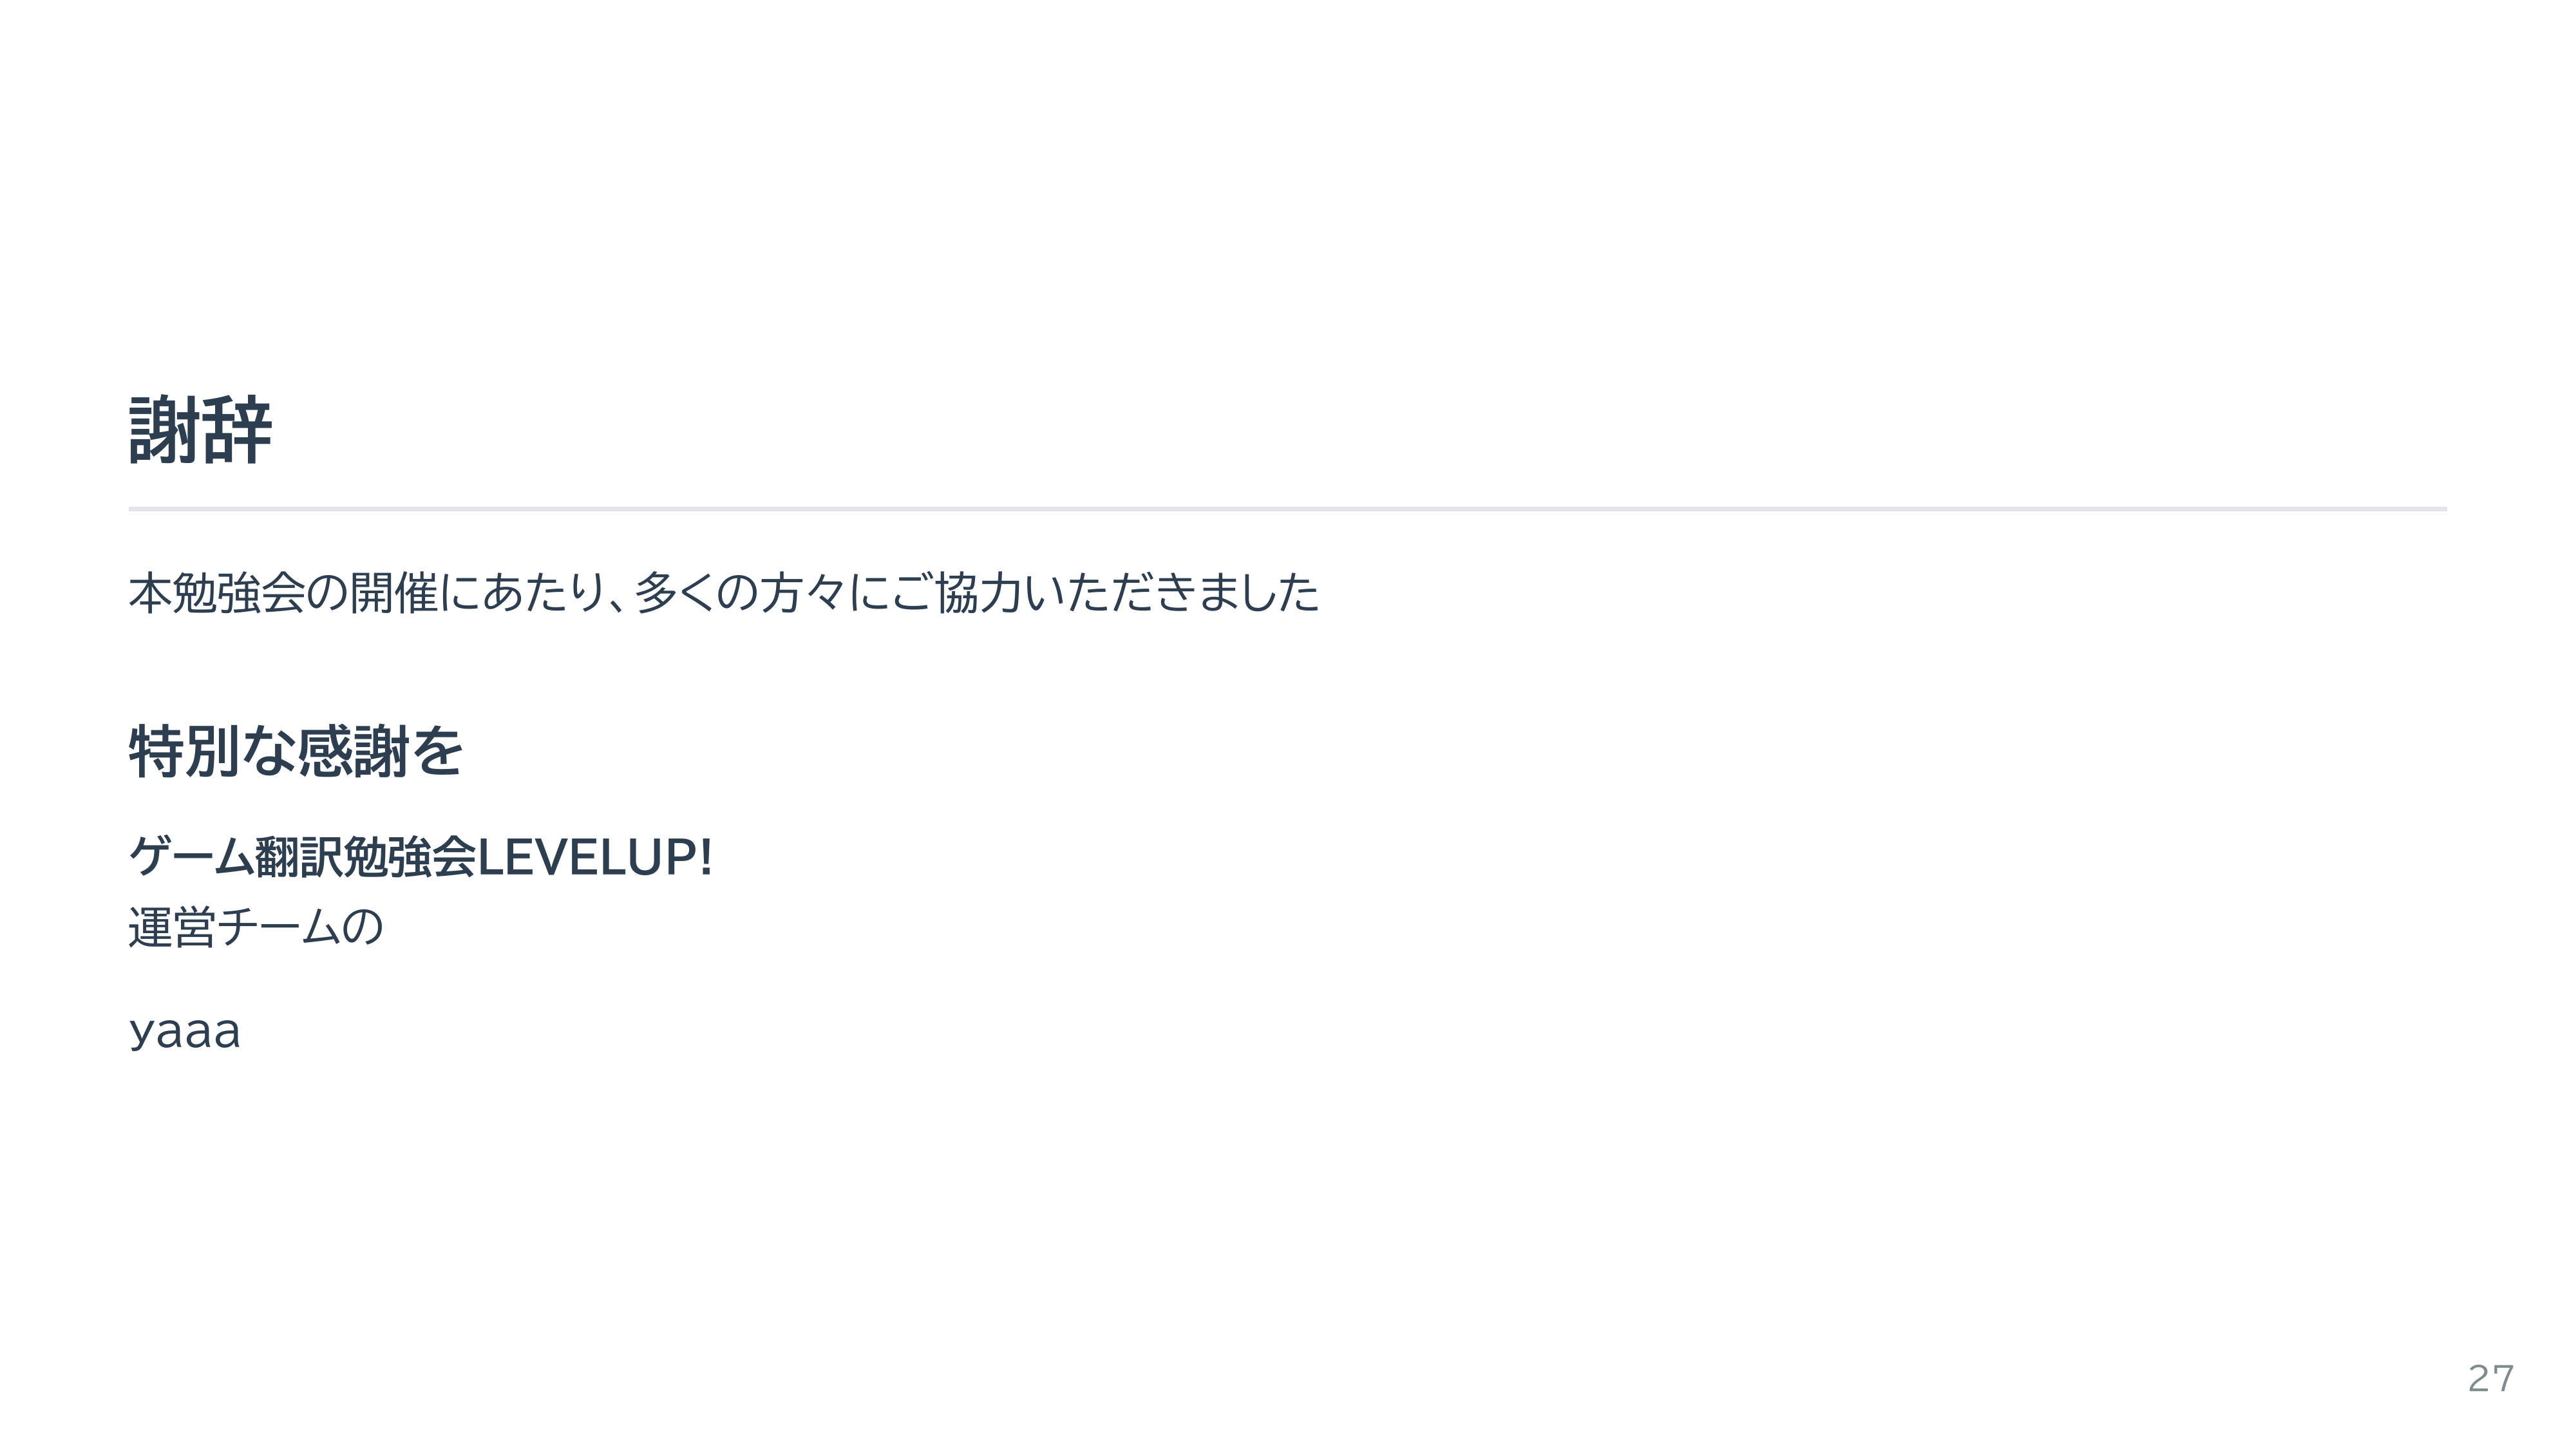 謝辞
本勉強会の開催にあたり、多くの方々にご協力いただきました
特別な感謝を
ゲーム翻訳勉強会LEVELUP!
運営チームの
yaaa
27